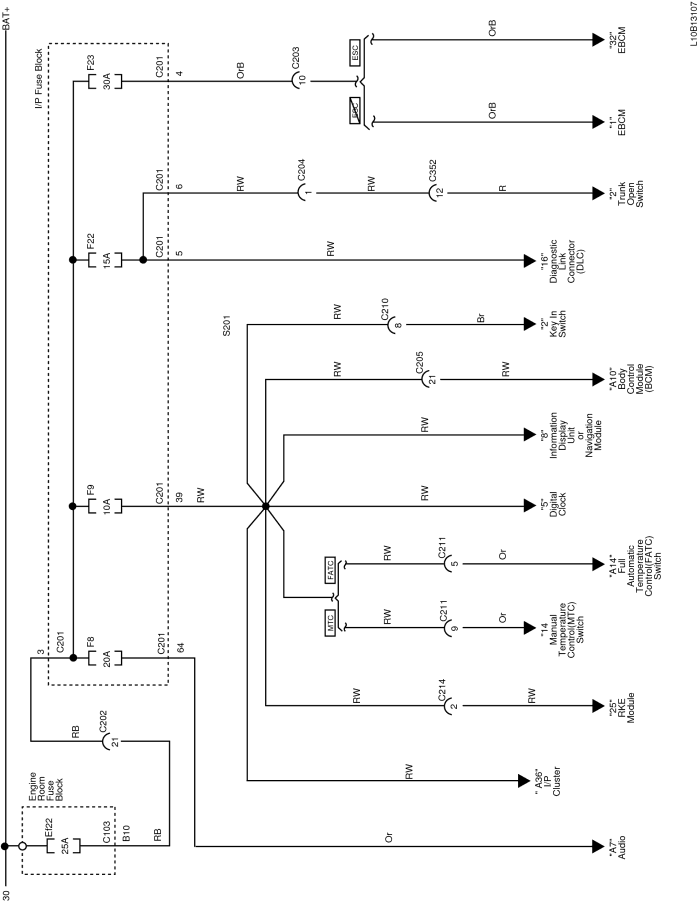 30
BAT+
Engine
Room
Fuse
Block
Ef22
25A
C103
B10
RB
C202
21
RB
3
C201
I/P Fuse Block
F8
20A
C201
64
F9
10A
C201
39
RW
F22
15A
C201
5
C201
6
F23
30A
C201
4
Or
"A7"
Audio
RW
" A36"
I/P
Cluster
RW
C214
2
RW
"25"
RKE
Module
MTC
RW
C211
9
Or
"14
Manual
Temperature
Control(MTC)
Switch
FATC
RW
C211
5
Or
"A14"
Full
Automatic
Temperature
Control(FATC)
Switch
RW
"5"
Digital
Clock
RW
"8"
Information
Display
Unit
or
Navigation
Module
RW
C205
21
RW
"A10"
Body
Control
Module
(BCM)
S201
RW
C210
8
Br
"2"
Key In
Switch
RW
"16"
Diagnostic
Link
Connector
(DLC)
RW
C204
1
RW
C352
12
R
"2"
Trunk
Open
Switch
OrB
C203
10
ESC
OrB
"1"
EBCM
ESC
OrB
"32"
EBCM
L10B13107